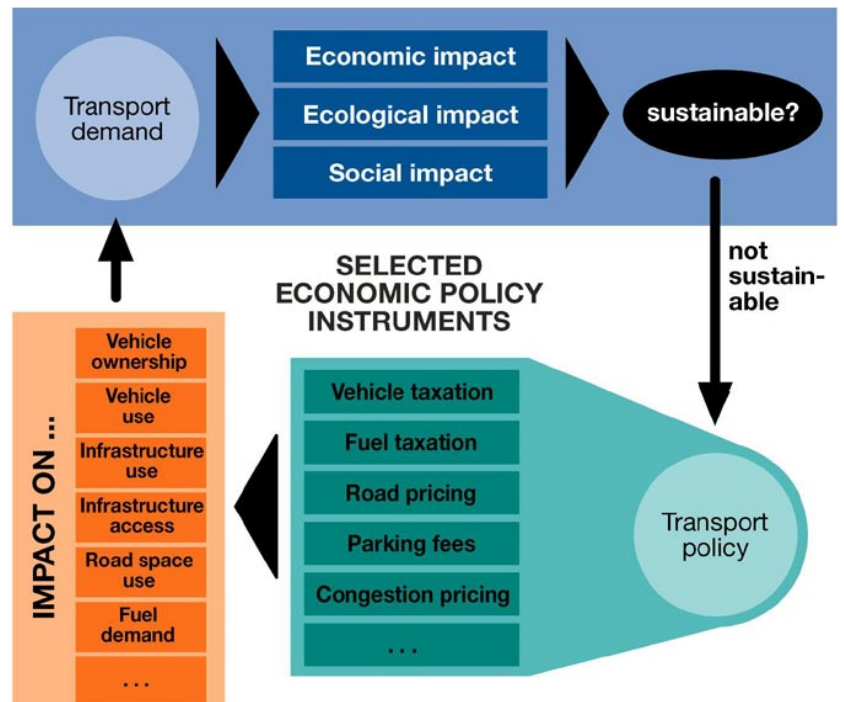 Transport
demand
Economic impact
Ecological impact
Social impact
sustainable?
not
sustain-
able
SELECTED
ECONOMIC POLICY
INSTRUMENTS
Vehicle taxation
Fuel taxation
Road pricing
Parking fees
Congestion pricing
...
Transport
policy
IMPACT ON ...
Vehicle
ownership
Vehicle
use
Infrastructure
use
Infrastructure
access
Road space
use
Fuel
demand
...